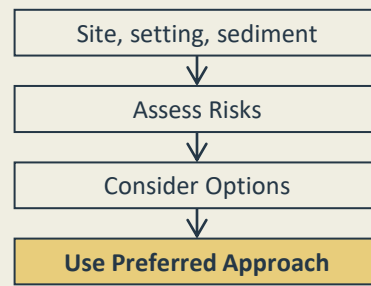 Site, setting, sediment
Assess Risks
Consider Options
Use Preferred Approach